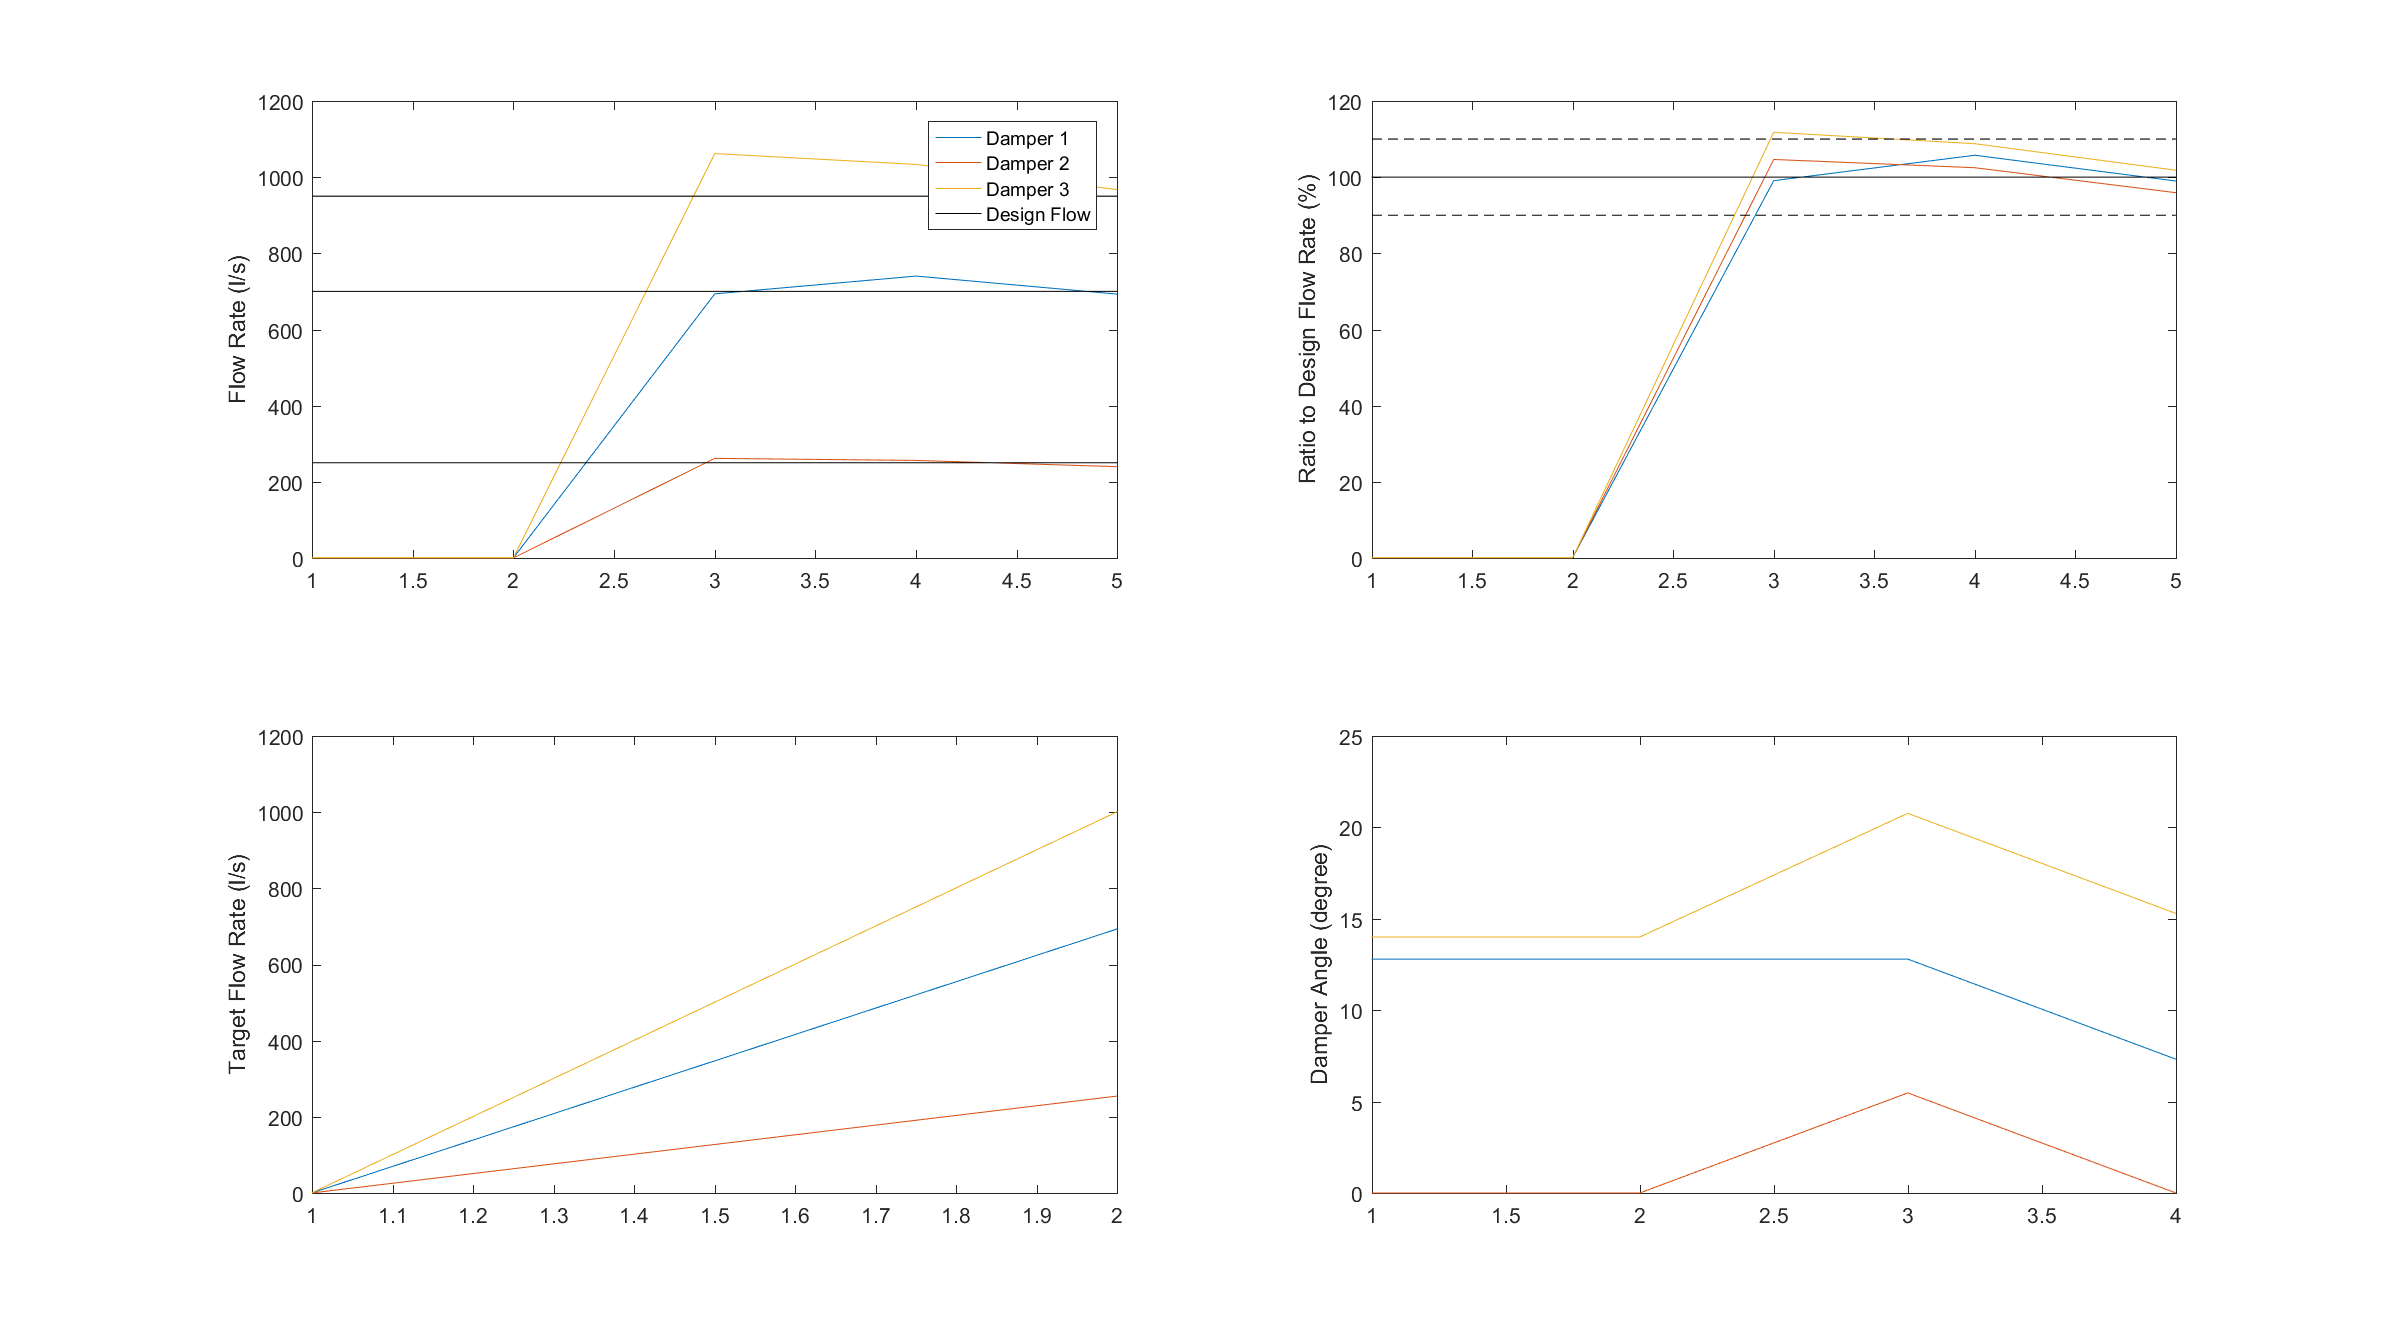 1200
1000
800
600
400
200
0
1 1.5 2 2.5 3 3.5 4 4.5 5
Flow Rate (l/s)
Damper 1
Damper 2
Damper 3
Design Flow
120
100
80
60
40
20
0
1 1.5 2 2.5 3 3.5 4 4.5 5
Ratio to Design Flow Rate (%)
1200
1000
800
600
400
200
0
1 1.1 1.2 1.3 1.4 1.5 1.6 1.7 1.8 1.9 2
Target Flow Rate (l/s)
25
20
15
10
5
0
1 1.5 2 2.5 3 3.5 4
Damper Angle (degree)